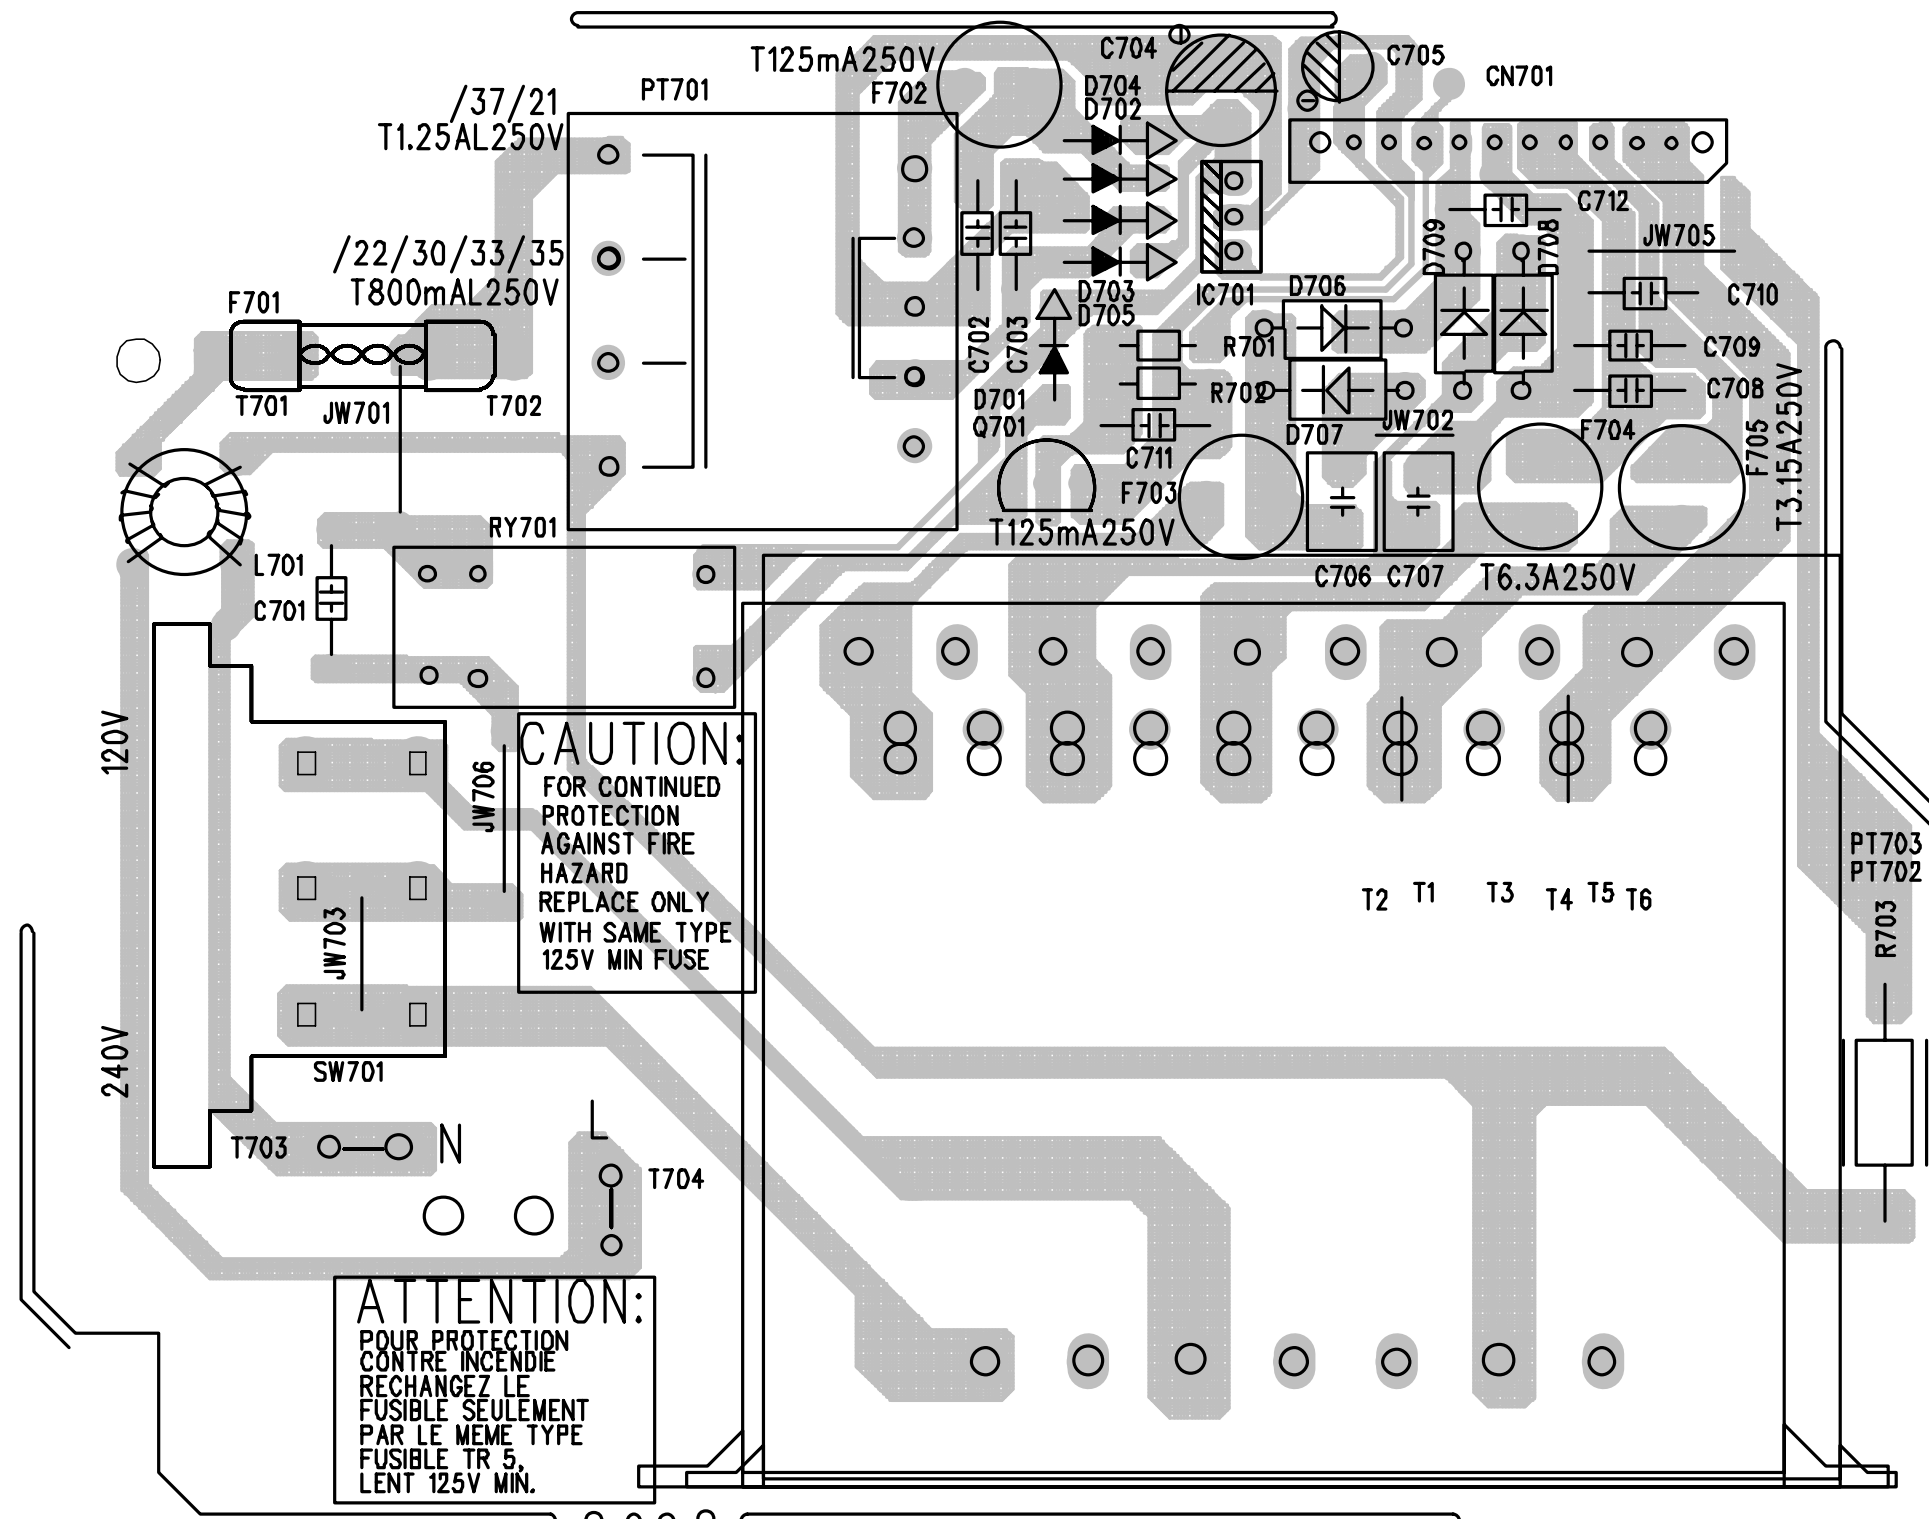 T125mA250V
F702
C704
D704
D702
C705
CN701
/37/21
T1.25AL250V
PT701
C712
D709
D708
JW705
/22/30/33/35
T800mAL250V
D703
D705
IC701
D706
C710
F701
C702
C703
R701
C709
T701
JW701
T702
D701
Q701
R702
C708
JW702
D707
F704
F705
T3.15A250V
C711
F703
T125mA250V
RY701
L701
C701
C706
C707
T6.3A250V
120V
JW706
CAUTION:
FOR CONTINUED
PROTECTION
AGAINST FIRE
HAZARD
REPLACE ONLY
WITH SAME TYPE
125V MIN FUSE
PT703
PT702
T2
T1
T3
T4
T5
T6
R703
JW703
240V
SW701
T703
N
L
T704
ATTENTION:
POUR PROTECTION
CONTRE INCENDIE
RECHANGEZ LE
FUSIBLE SEULEMENT
PAR LE MEME TYPE
FUSIBLE TR 5,
LENT 125V MIN.